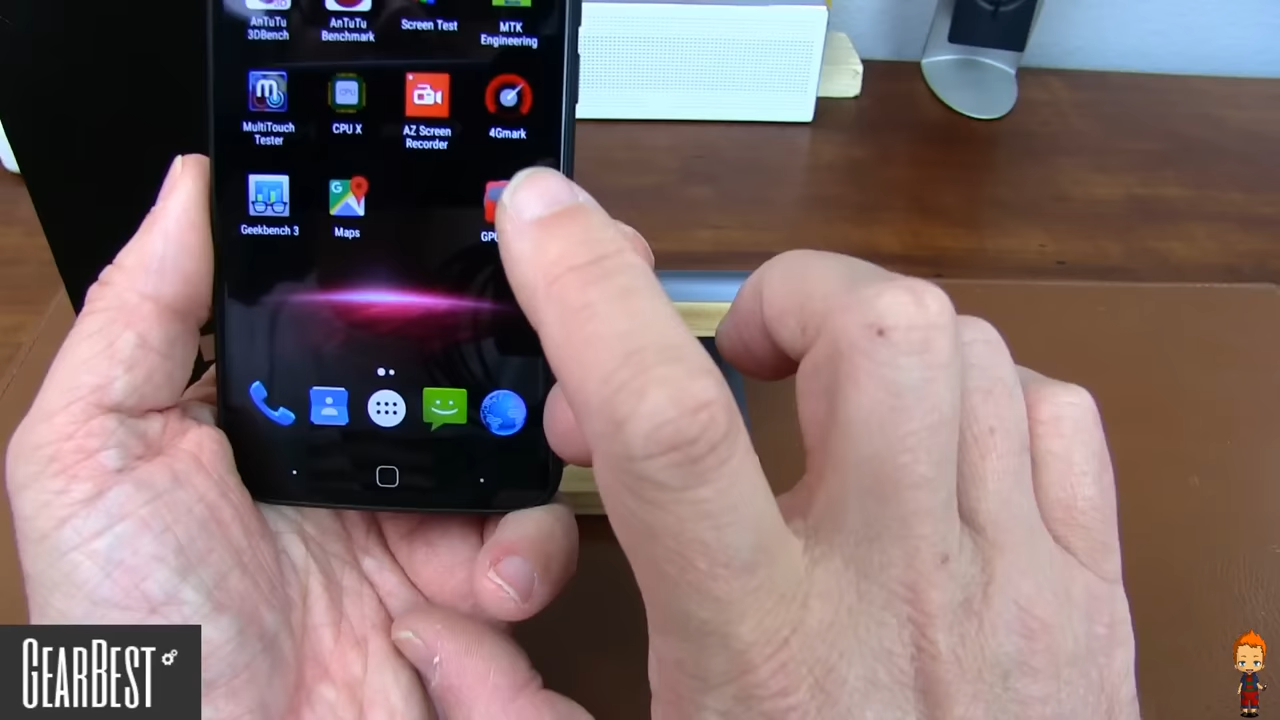 AnTuTu
3DBench
AnTuTu
Benchmark
Screen Test
MTK
Engineering
MultiTouch
Tester
CPU
CPU X
AZ Screen
Recorder
4Gmark
Geekbench 3
G
Maps
GEARBEST